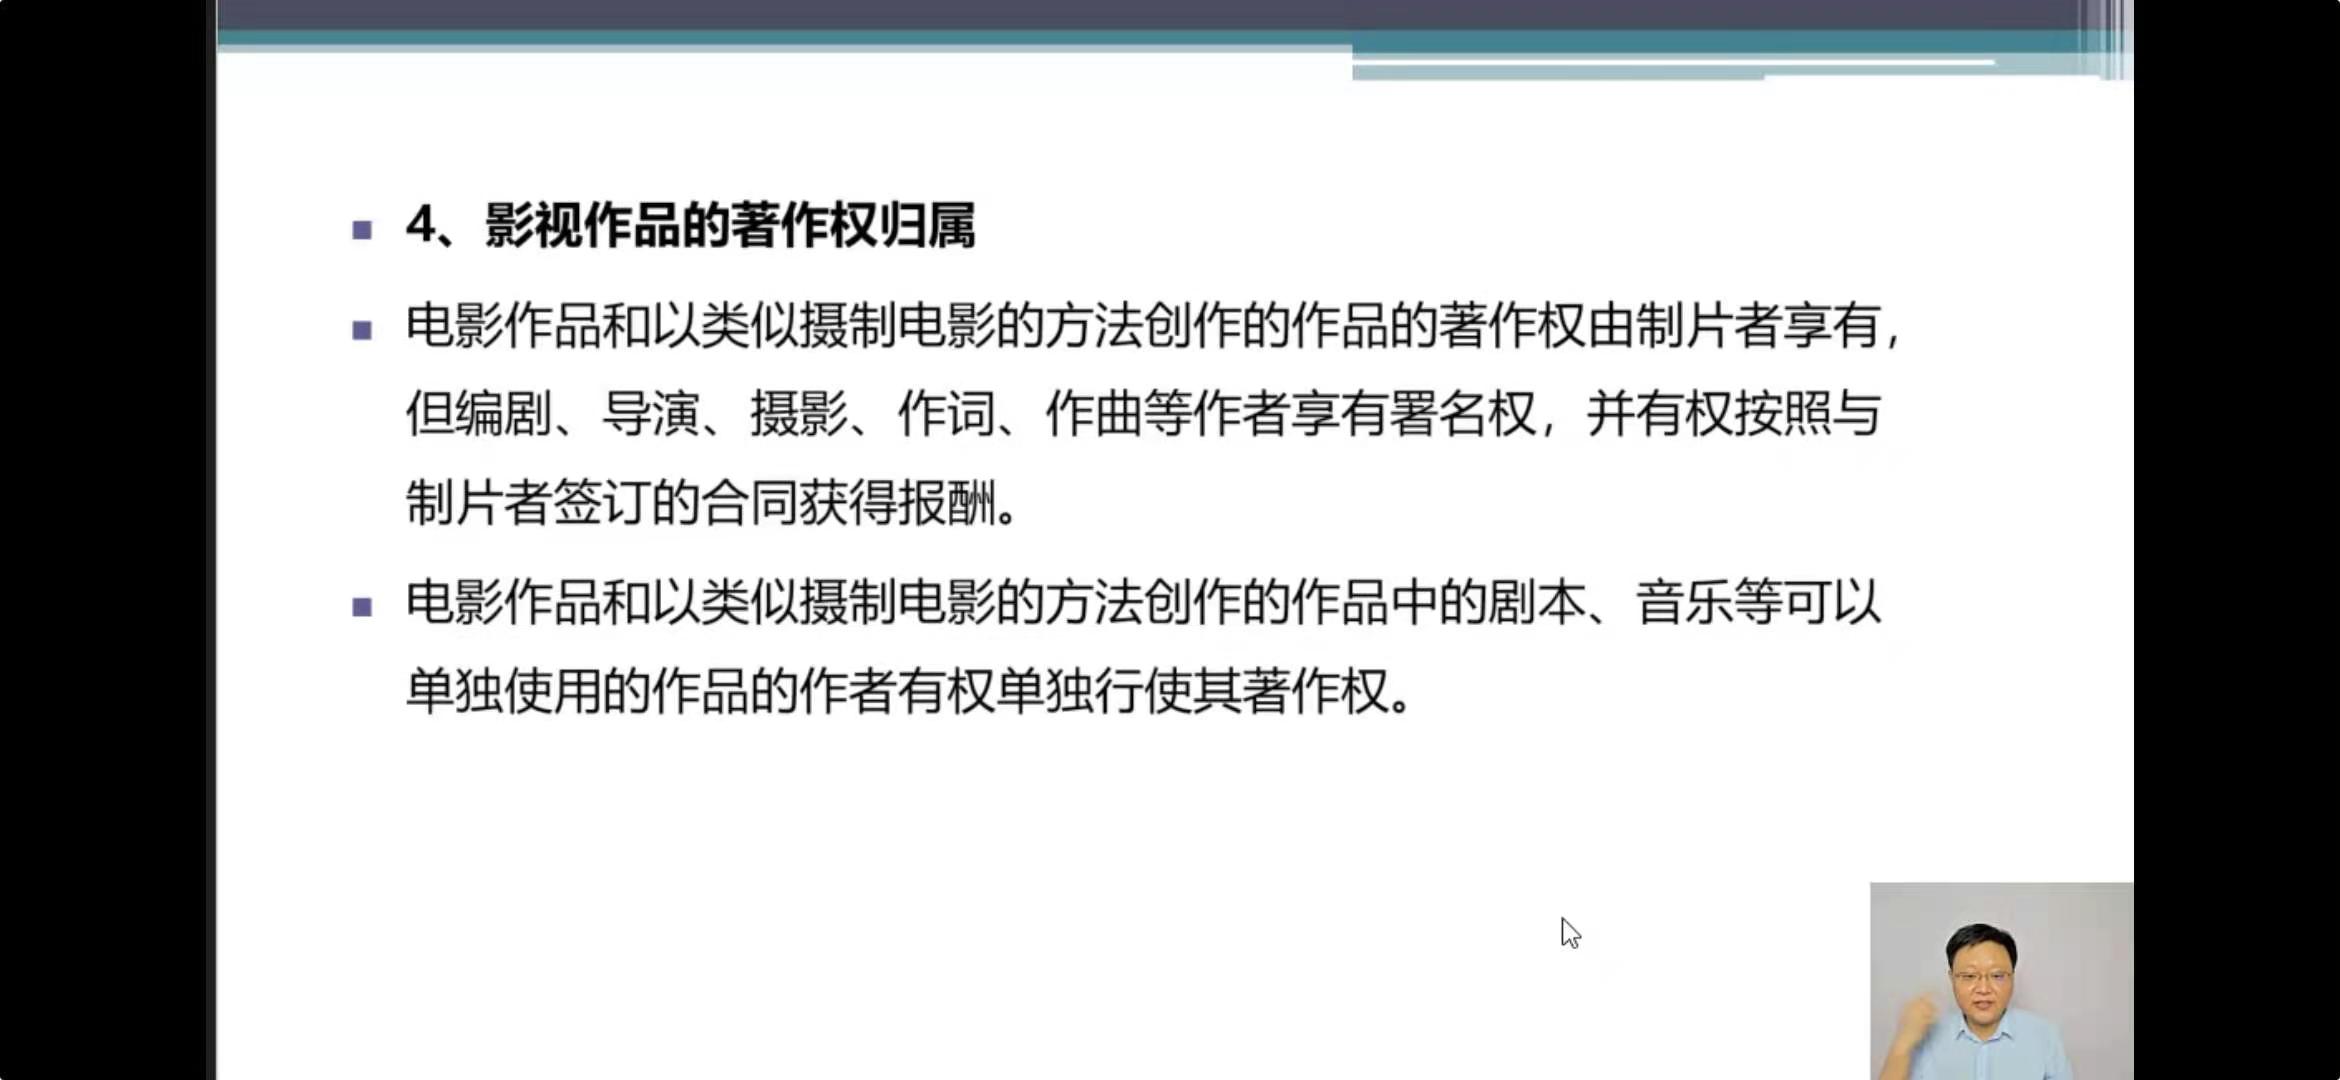 4、影视作品的著作权归属
电影作品和以类似摄制电影的方法创作的作品的著作权由制片者享有，
但编剧、导演、摄影、作词、作曲等作者享有署名权，并有权按照与
制片者签订的合同获得报酬。
电影作品和以类似摄制电影的方法创作的作品中的剧本、音乐等可以
单独使用的作品的作者有权单独行使其著作权。